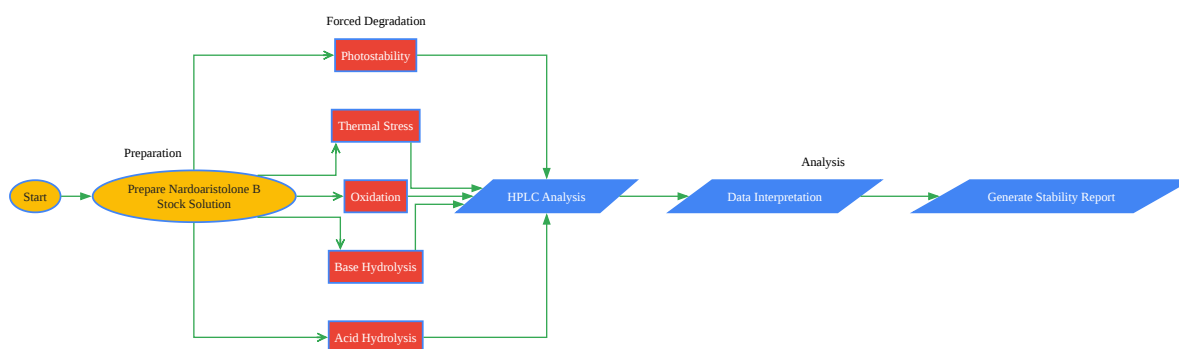 Forced Degradation
Photostability
Thermal Stress
Preparation
Analysis
Start
Prepare Nardoaristolone B
Stock Solution
Oxidation
HPLC Analysis
Data Interpretation
Generate Stability Report
Base Hydrolysis
Acid Hydrolysis